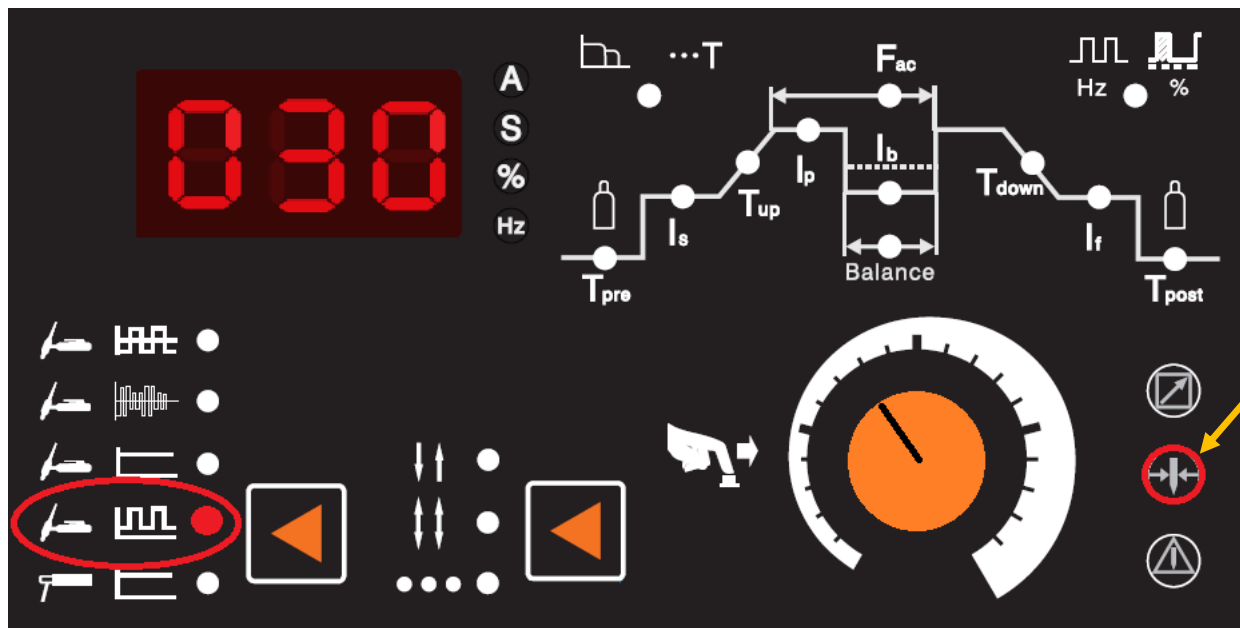 030
A
S
%
Hz
...T
Fac
Hz %
Ip
Ib
Tup
Tdown
Is
If
Balance
Tpre
Tpost